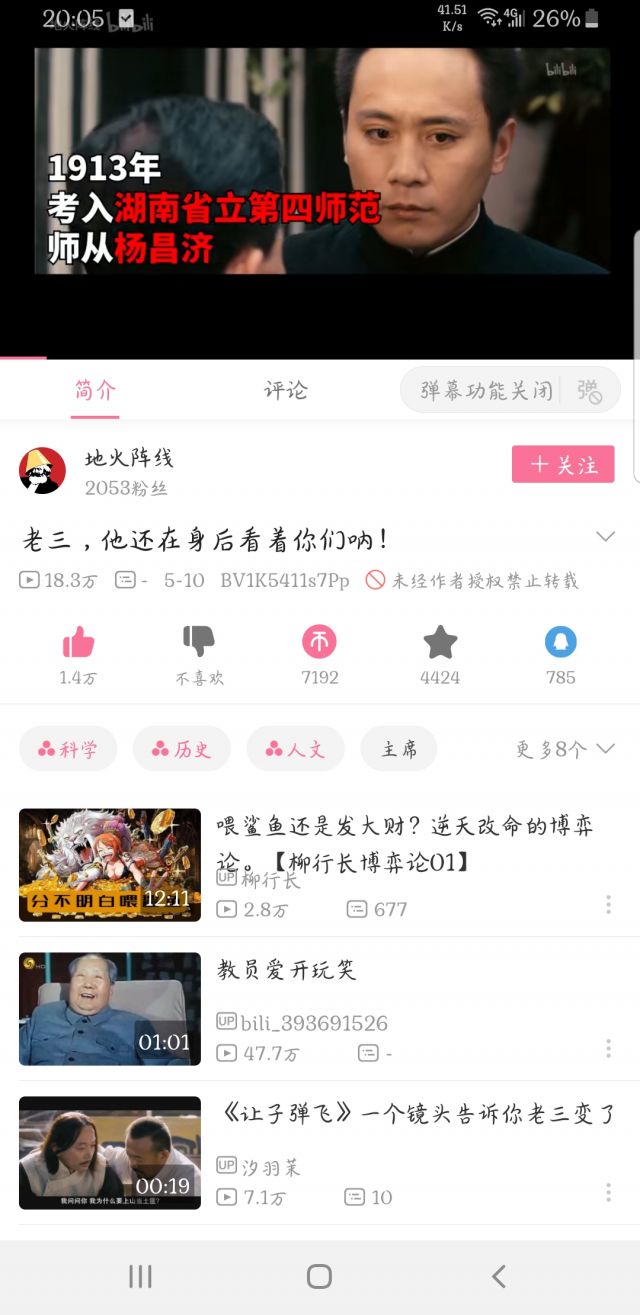 20:05
41.51
K/s
4G
26%
bilibili
bilibili
1913年
考入湖南省立第四师范
师从杨昌济
简介
评论
弹幕功能关闭
弹
地火阵线
2053粉丝
+ 关注
老三，他还在身后看着你们呐！
18.3万 - 5-10 BV1K5411s7Pp 未经作者授权禁止转载
1.4万
不喜欢
7192
4424
785
科学
历史
人文
主席
更多8个
喂鲨鱼还是发大财？逆天改命的博弈
论。【柳行长博弈论01】
UP柳行长
2.8万 677
分不明白喂
12:11
教员爱开玩笑
UP bili_393691526
47.7万 -
HD
01:01
《让子弹飞》一个镜头告诉你老三变了
UP 汐羽茉
7.1万 10
00:19
我问问你 我为什么要上山当土匪?